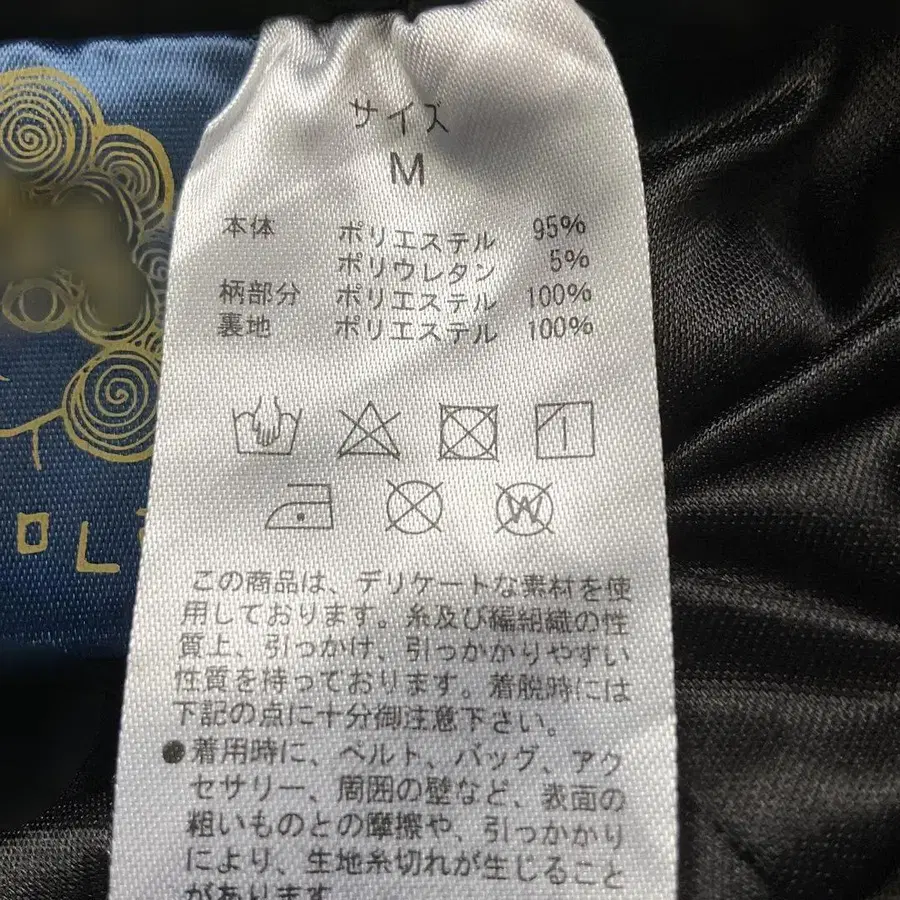 サイズ
M
本体 ポリエステル 95%
ポリウレタン 5%
柄部分 ポリエステル 100%
裏地 ポリエステル 100%
W
この商品は、デリケートな素材を使
用しております。糸及び編組織の性
質上、引っかけ、引っかかりやすい
性質を持っております。着脱時には
下記の点に十分御注意下さい。
●着用時に、ベルト、バッグ、アク
セサリー、周囲の壁など、表面の
粗いものとの摩擦や、引っかかり
により、生地糸切れが生じること
があります